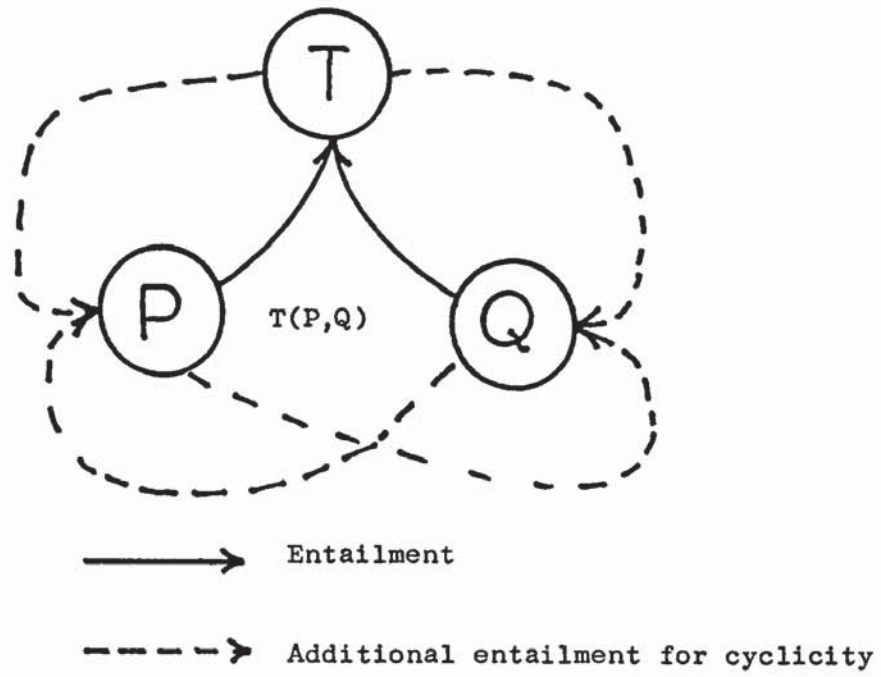 T
P
T(P,Q)
Q
Entailment
Additional entailment for cyclicity